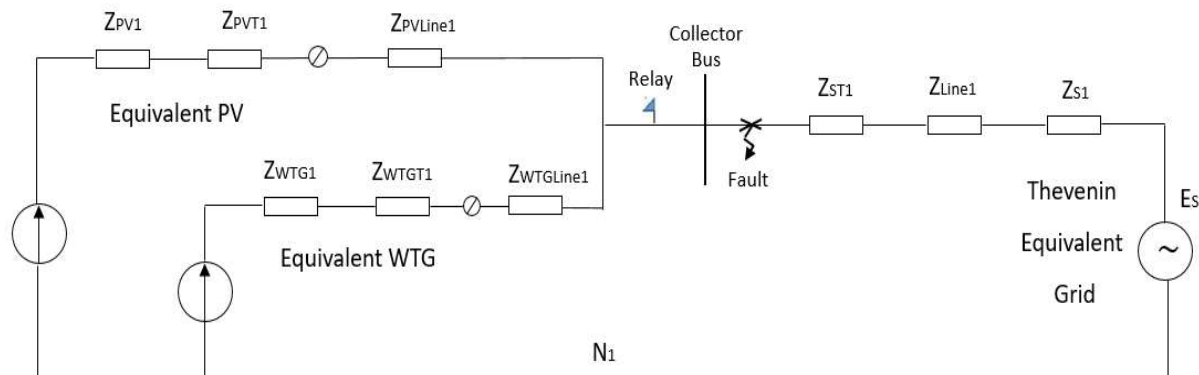 ZPV1
ZPVT1
ZPVLine1
Equivalent PV
Relay
Collector
Bus
Fault
ZST1
ZLine1
ZS1
ZWTG1
ZWTGT1
ZWTGLine1
Equivalent WTG
Thevenin
Equivalent
Grid
Es
~
N1